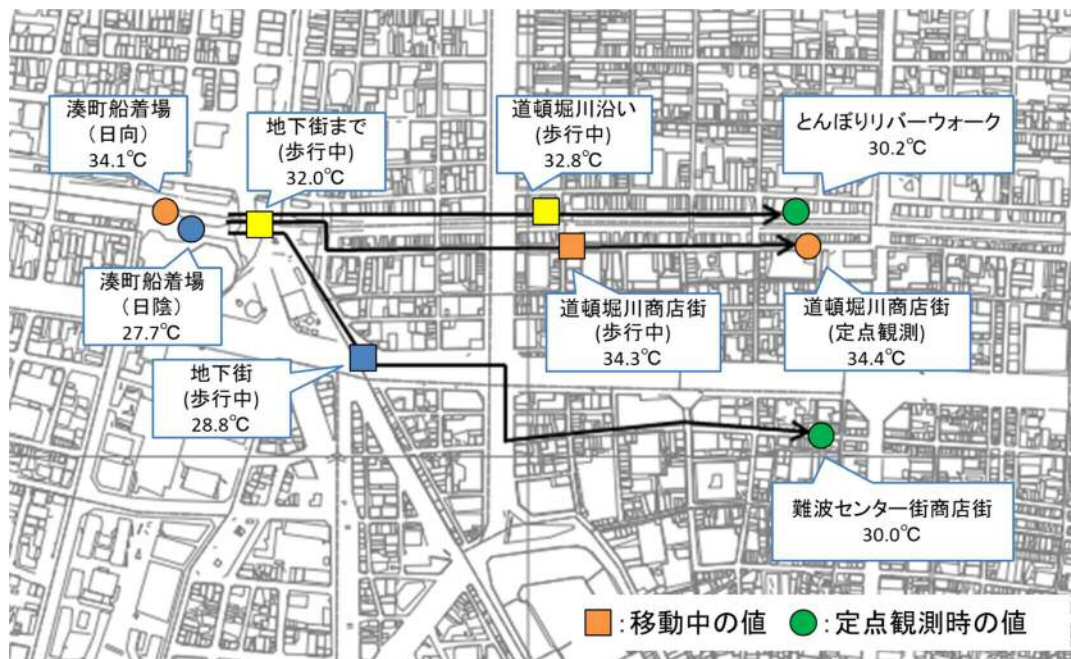 湊町船着場
（日向）
34.1℃
地下街まで
(歩行中)
32.0℃
道頓堀川沿い
(歩行中)
32.8℃
とんぼりリバーウォーク
30.2℃
湊町船着場
（日陰）
27.7℃
道頓堀川商店街
(歩行中)
34.3℃
道頓堀川商店街
(定点観測)
34.4℃
地下街
(歩行中)
28.8℃
難波センター街商店街
30.0℃
:移動中の値
:定点観測時の値